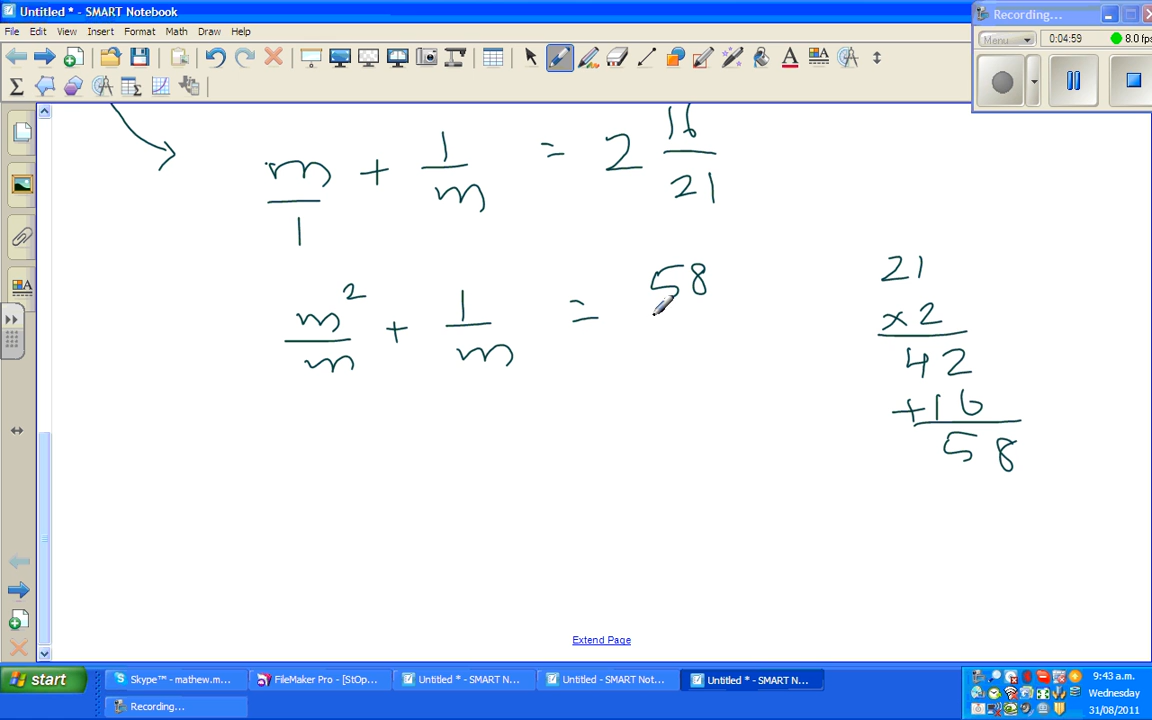 Untitled * - SMART Notebook
Recording...
File Edit View Insert Format Math Draw Help
Menu 0:04:59 8.0 fps
m/1 + 1/m = 2 16/21
m²/m + 1/m = 58
21
x2
42
+16
58
Extend Page
start
Skype™ - mathew.m...
FileMaker Pro - [StOp...
Untitled * - SMART N...
Untitled - SMART Not...
Untitled * - SMART N...
Recording...
9:43 a.m.
Wednesday
31/08/2011